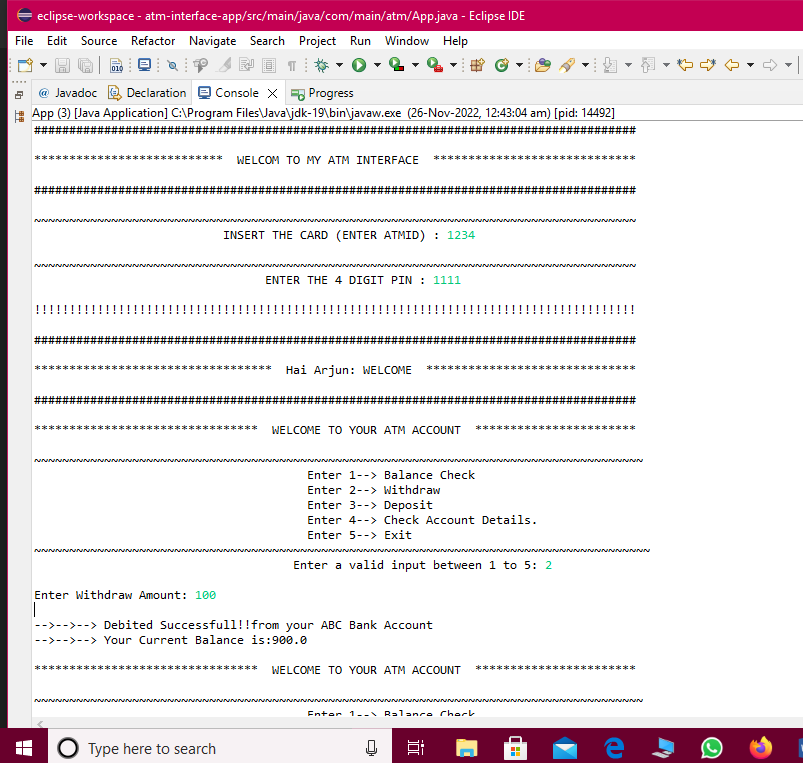 eclipse-workspace - atm-interface-app/src/main/java/com/main/atm/App.java - Eclipse IDE
File Edit Source Refactor Navigate Search Project Run Window Help
@ Javadoc Declaration Console Progress
App (3) [Java Application] C:\Program Files\Java\jdk-19\bin\javaw.exe (26-Nov-2022, 12:43:04 am) [pid: 14492]
######################################################################################
*************************** WELCOM TO MY ATM INTERFACE *****************************
######################################################################################
~~~~~~~~~~~~~~~~~~~~~~~~~~~~~~~~~~~~~~~~~~~~~~~~~~~~~~~~~~~~~~~~~~~~~~~~~~~~~~~~~~~~~~
INSERT THE CARD (ENTER ATMID) : 1234
~~~~~~~~~~~~~~~~~~~~~~~~~~~~~~~~~~~~~~~~~~~~~~~~~~~~~~~~~~~~~~~~~~~~~~~~~~~~~~~~~~~~~~
ENTER THE 4 DIGIT PIN : 1111
!!!!!!!!!!!!!!!!!!!!!!!!!!!!!!!!!!!!!!!!!!!!!!!!!!!!!!!!!!!!!!!!!!!!!!!!!!!!!!!!!!!!!!
######################################################################################
********************************** Hai Arjun: WELCOME ******************************
######################################################################################
******************************** WELCOME TO YOUR ATM ACCOUNT ***********************
~~~~~~~~~~~~~~~~~~~~~~~~~~~~~~~~~~~~~~~~~~~~~~~~~~~~~~~~~~~~~~~~~~~~~~~~~~~~~~~~~~~~~~~
Enter 1--> Balance Check
Enter 2--> Withdraw
Enter 3--> Deposit
Enter 4--> Check Account Details.
Enter 5--> Exit
~~~~~~~~~~~~~~~~~~~~~~~~~~~~~~~~~~~~~~~~~~~~~~~~~~~~~~~~~~~~~~~~~~~~~~~~~~~~~~~~~~~~~~~~
Enter a valid input between 1 to 5: 2
Enter Withdraw Amount: 100
-->-->--> Debited Successfull!!from your ABC Bank Account
-->-->--> Your Current Balance is:900.0
******************************** WELCOME TO YOUR ATM ACCOUNT ***********************
~~~~~~~~~~~~~~~~~~~~~~~~~~~~~~~~~~~~~~~~~~~~~~~~~~~~~~~~~~~~~~~~~~~~~~~~~~~~~~~~~~~~~~~
Enter 1--> Balance Check
Type here to search